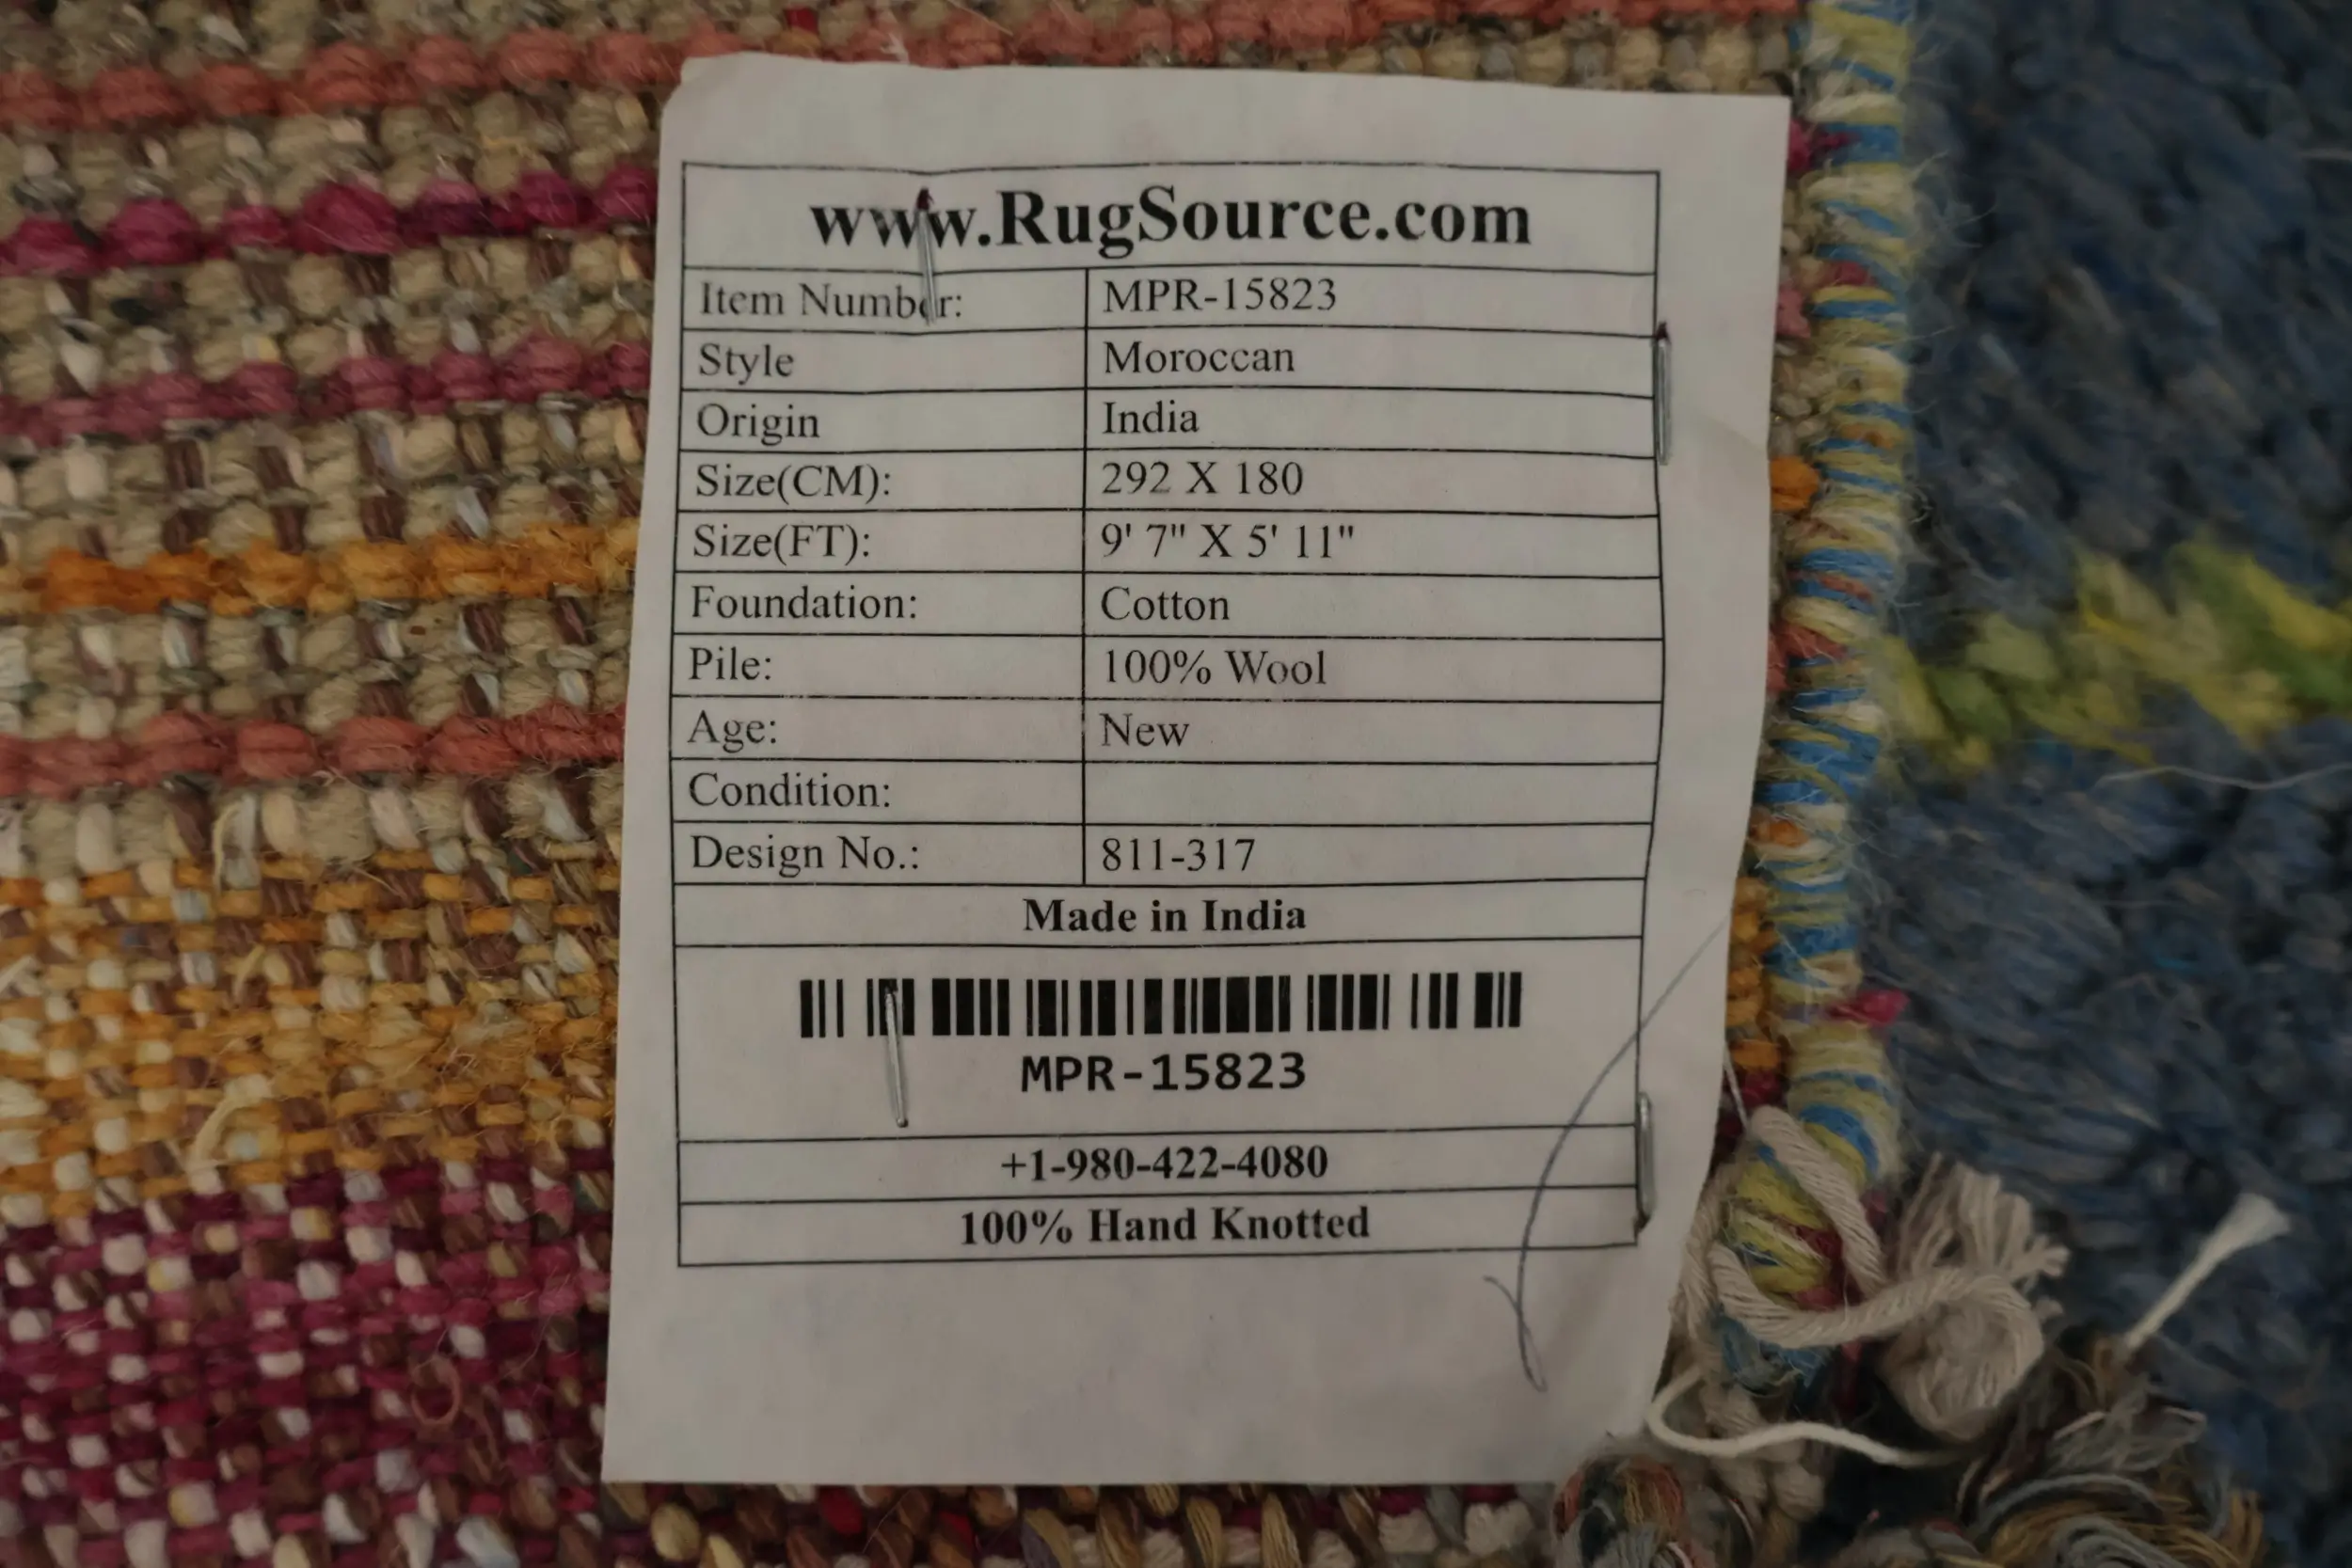 www.RugSource.com
Item Number: MPR-15823
Style Moroccan
Origin India
Size(CM): 292 X 180
Size(FT): 9' 7" X 5' 11"
Foundation: Cotton
Pile: 100% Wool
Age: New
Condition:
Design No.: 811-317
Made in India
MPR-15823
+1-980-422-4080
100% Hand Knotted